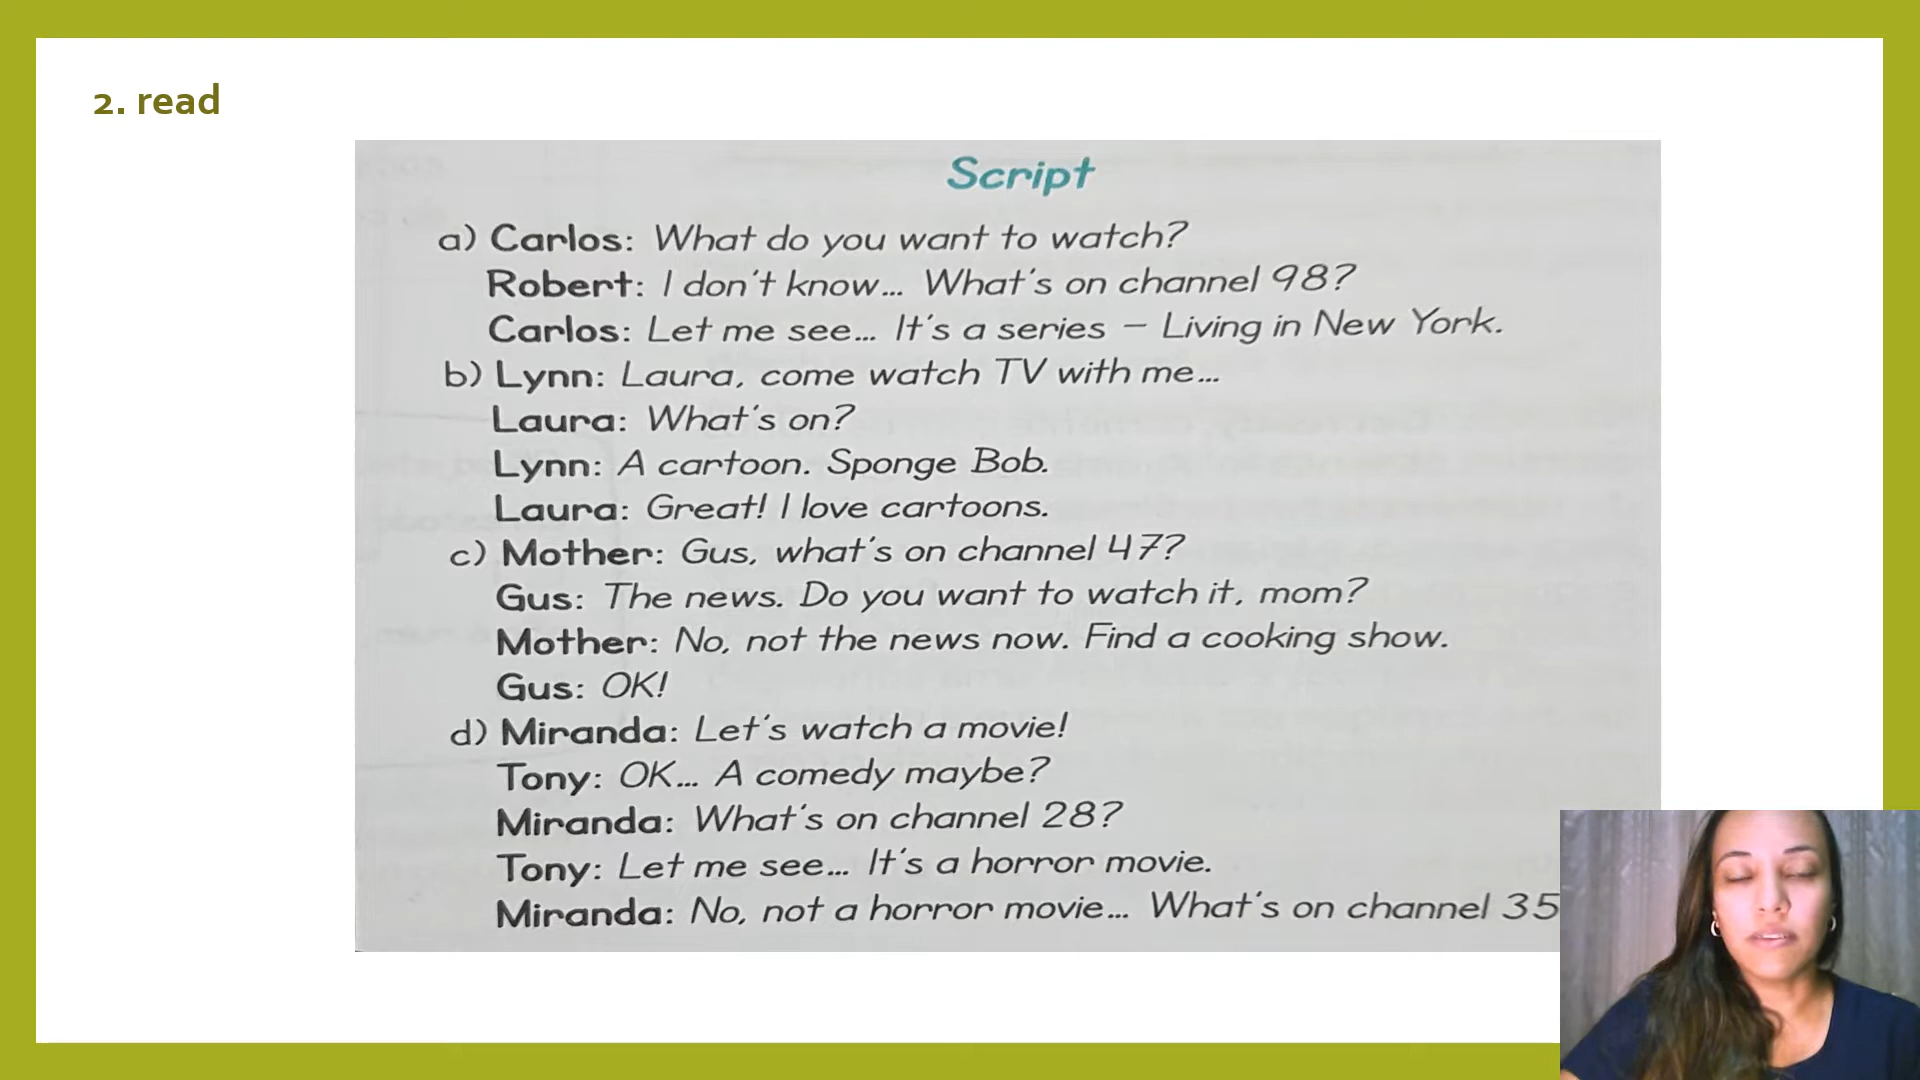 2. read
Script
a) Carlos: What do you want to watch?
Robert: I don't know... What's on channel 98?
Carlos: Let me see... It's a series – Living in New York.
b) Lynn: Laura, come watch TV with me...
Laura: What's on?
Lynn: A cartoon. Sponge Bob.
Laura: Great! I love cartoons.
c) Mother: Gus, what's on channel 47?
Gus: The news. Do you want to watch it, mom?
Mother: No, not the news now. Find a cooking show.
Gus: OK!
d) Miranda: Let's watch a movie!
Tony: OK... A comedy maybe?
Miranda: What's on channel 28?
Tony: Let me see... It's a horror movie.
Miranda: No, not a horror movie... What's on channel 35